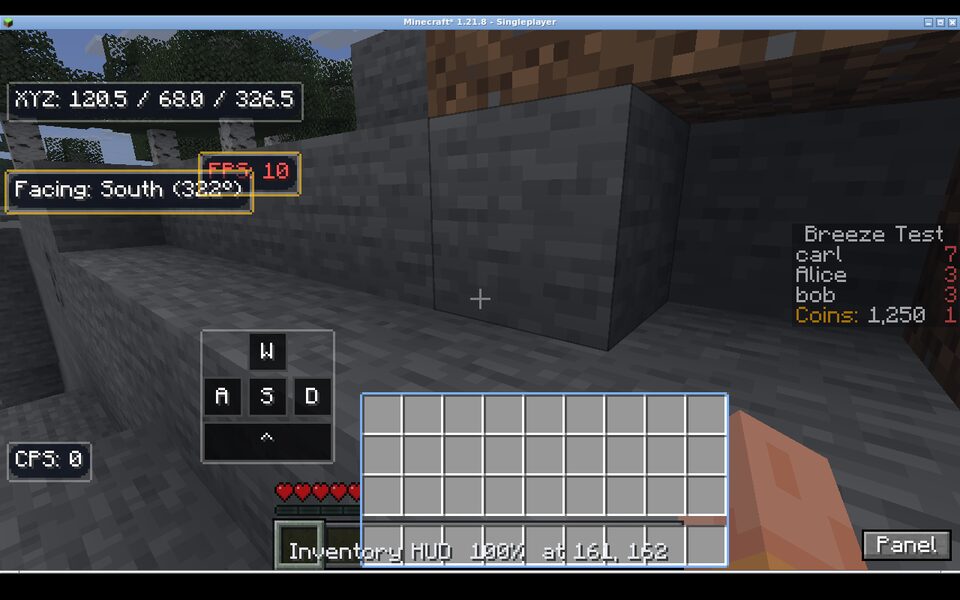 Minecraft* 1.21.8 - Singleplayer
XYZ: 120.5 / 68.0 / 326.5
FPS: 10
Facing: South (322°)
Breeze Test
carl 7
Alice 3
bob 3
Coins: 1,250 1
W
A S D
^
CPS: 0
Inventory HUD 100% at 161, 162
Panel